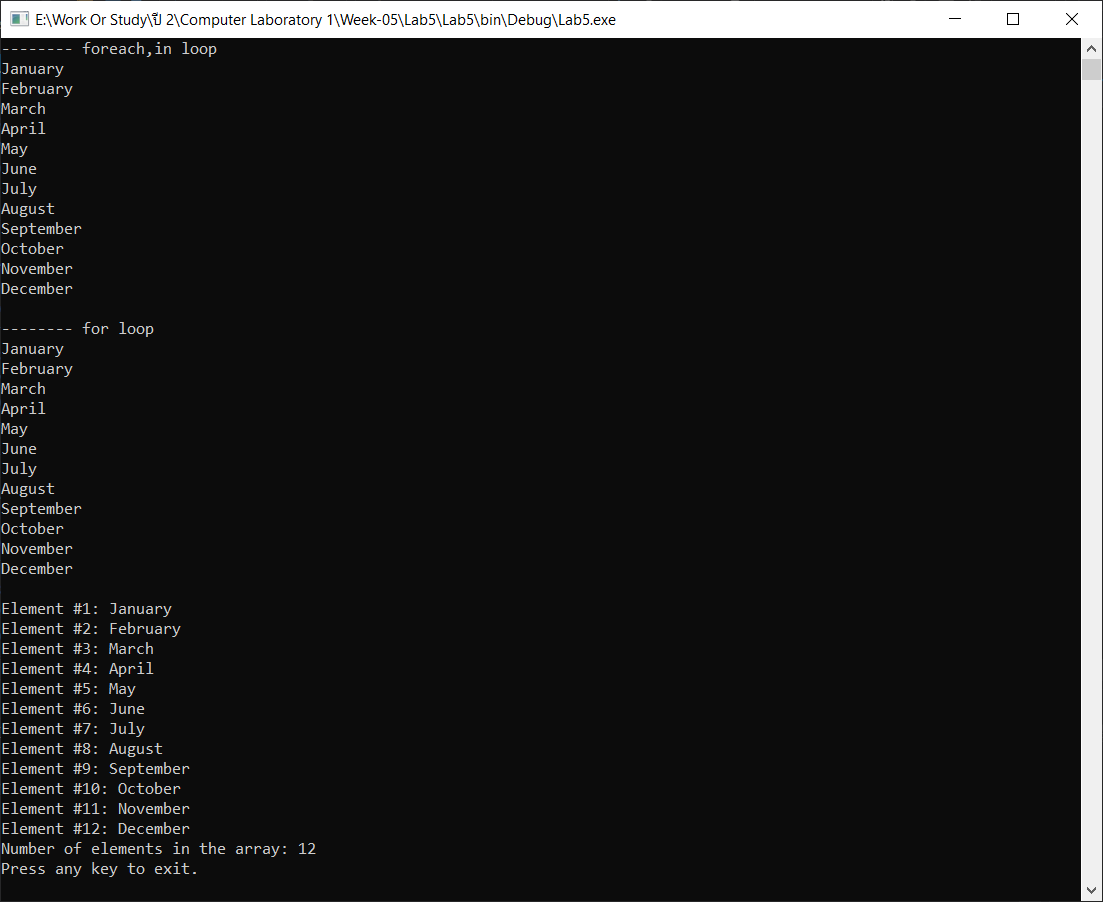 E:\Work Or Study\ปี 2\Computer Laboratory 1\Week-05\Lab5\Lab5\bin\Debug\Lab5.exe
-------- foreach,in loop
January
February
March
April
May
June
July
August
September
October
November
December
-------- for loop
January
February
March
April
May
June
July
August
September
October
November
December
Element #1: January
Element #2: February
Element #3: March
Element #4: April
Element #5: May
Element #6: June
Element #7: July
Element #8: August
Element #9: September
Element #10: October
Element #11: November
Element #12: December
Number of elements in the array: 12
Press any key to exit.